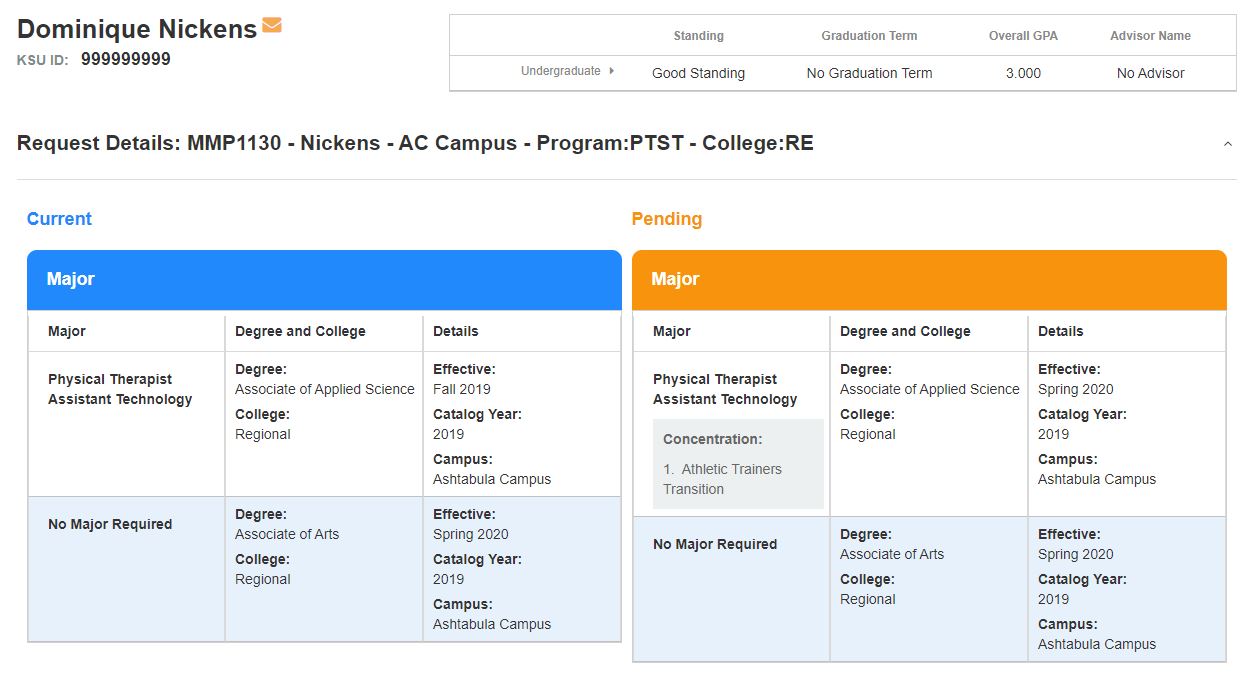 Dominique Nickens
KSU ID: 999999999
Standing Graduation Term Overall GPA Advisor Name
Undergraduate Good Standing No Graduation Term 3.000 No Advisor
Request Details: MMP1130 - Nickens - AC Campus - Program:PTST - College:RE
Current
Major
Major Degree and College Details
Physical Therapist
Assistant Technology
Degree:
Associate of Applied Science
College:
Regional
Effective:
Fall 2019
Catalog Year:
2019
Campus:
Ashtabula Campus
No Major Required
Degree:
Associate of Arts
College:
Regional
Effective:
Spring 2020
Catalog Year:
2019
Campus:
Ashtabula Campus
Pending
Major
Major Degree and College Details
Physical Therapist
Assistant Technology
Concentration:
1. Athletic Trainers
Transition
Degree:
Associate of Applied Science
College:
Regional
Effective:
Spring 2020
Catalog Year:
2019
Campus:
Ashtabula Campus
No Major Required
Degree:
Associate of Arts
College:
Regional
Effective:
Spring 2020
Catalog Year:
2019
Campus:
Ashtabula Campus